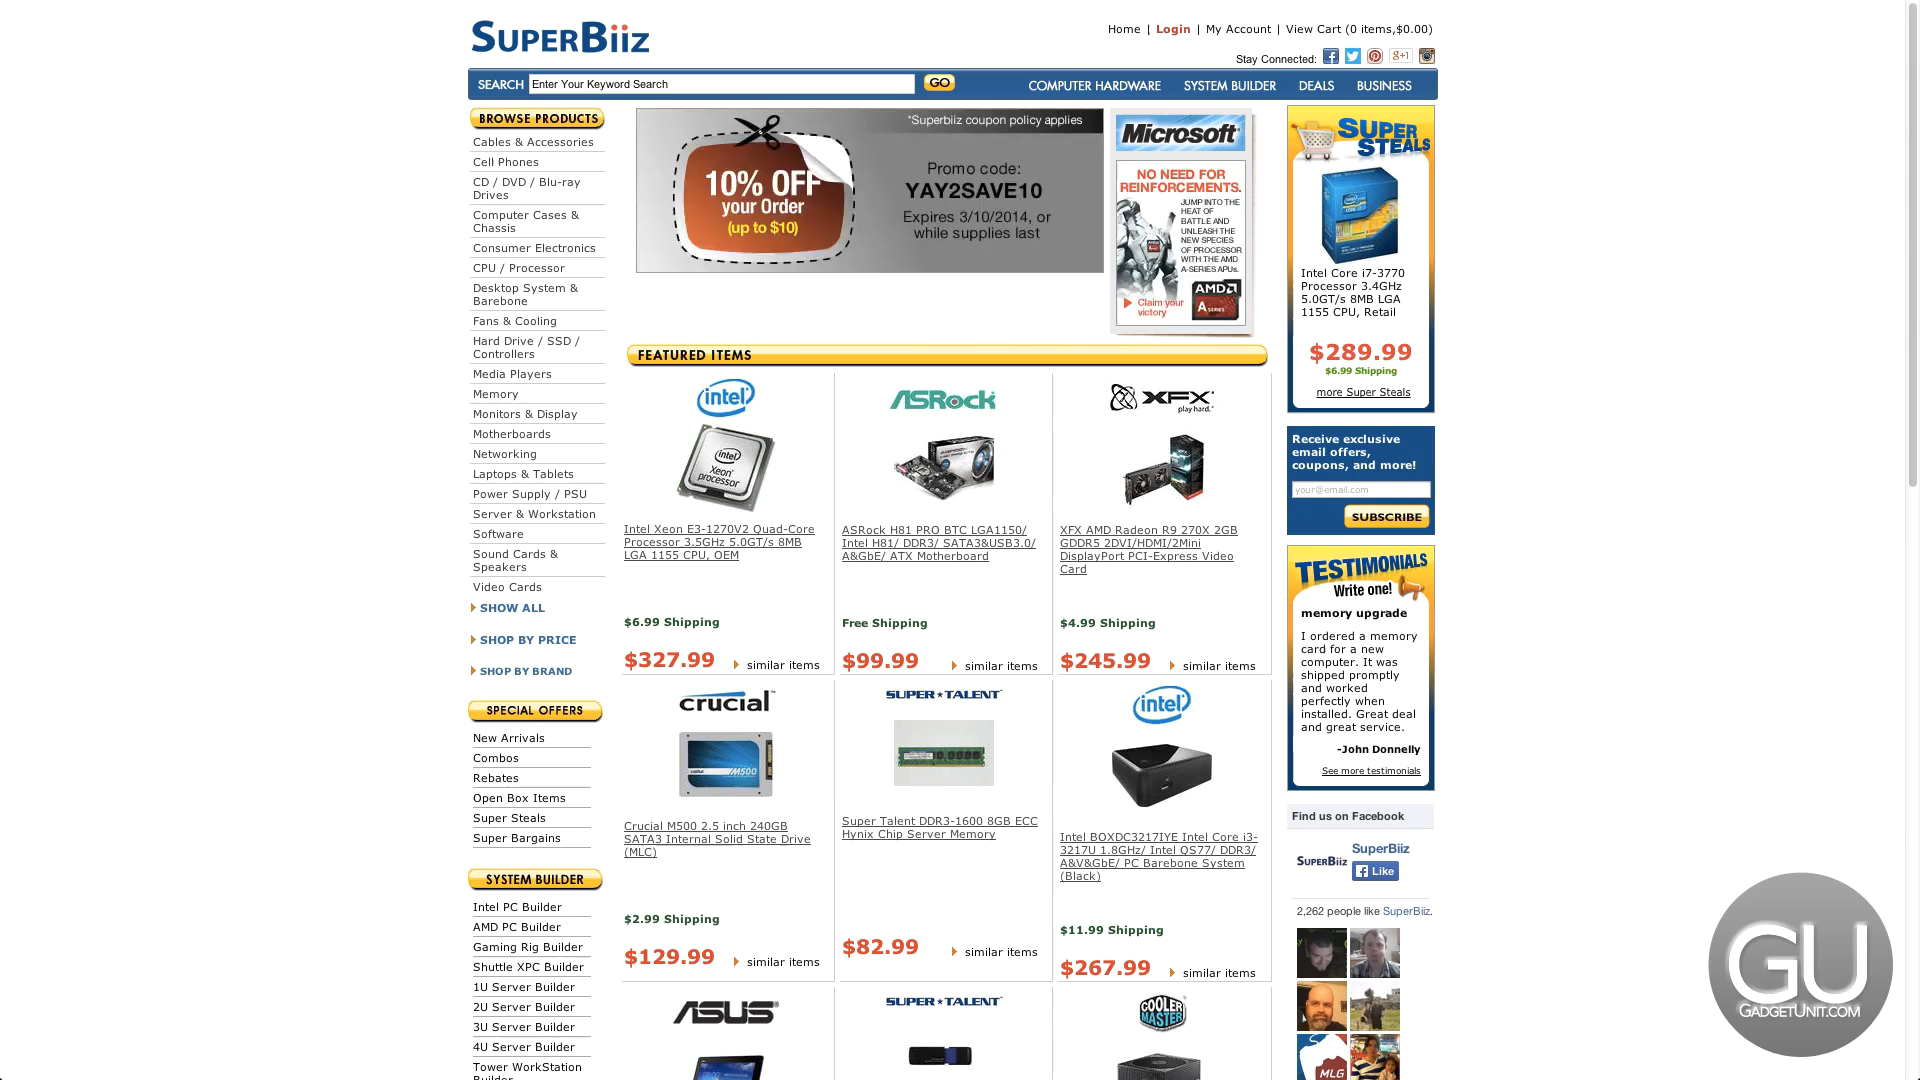 SUPERBiiZ
Home | Login | My Account | View Cart (0 items,$0.00)
Stay Connected:
g+1
SEARCH
Enter Your Keyword Search
GO
COMPUTER HARDWARE
SYSTEM BUILDER
DEALS
BUSINESS
BROWSE PRODUCTS
Cables & Accessories
Cell Phones
CD / DVD / Blu-ray
Drives
Computer Cases &
Chassis
Consumer Electronics
CPU / Processor
Desktop System &
Barebone
Fans & Cooling
Hard Drive / SSD /
Controllers
Media Players
Memory
Monitors & Display
Motherboards
Networking
Laptops & Tablets
Power Supply / PSU
Server & Workstation
Software
Sound Cards &
Speakers
Video Cards
SHOW ALL
SHOP BY PRICE
SHOP BY BRAND
SPECIAL OFFERS
New Arrivals
Combos
Rebates
Open Box Items
Super Steals
Super Bargains
SYSTEM BUILDER
Intel PC Builder
AMD PC Builder
Gaming Rig Builder
Shuttle XPC Builder
1U Server Builder
2U Server Builder
3U Server Builder
4U Server Builder
Tower WorkStation
Builder
*Superbiiz coupon policy applies
10% OFF
your Order
(up to $10)
Promo code:
YAY2SAVE10
Expires 3/10/2014, or
while supplies last
Microsoft
NO NEED FOR
REINFORCEMENTS.
JUMP INTO THE
HEAT OF
BATTLE AND
UNLEASH THE
NEW SPECIES
OF PROCESSOR
WITH THE AMD
A-SERIES APUs.
Claim your
victory
AMD
A SERIES
FEATURED ITEMS
intel
intel
Xeon
processor
Intel Xeon E3-1270V2 Quad-Core
Processor 3.5GHz 5.0GT/s 8MB
LGA 1155 CPU, OEM
$6.99 Shipping
$327.99
similar items
ASRock
ASRock H81 PRO BTC LGA1150/
Intel H81/ DDR3/ SATA3&USB3.0/
A&GbE/ ATX Motherboard
Free Shipping
$99.99
similar items
XFX
play hard.
XFX AMD Radeon R9 270X 2GB
GDDR5 2DVI/HDMI/2Mini
DisplayPort PCI-Express Video
Card
$4.99 Shipping
$245.99
similar items
crucial
M500
Crucial M500 2.5 inch 240GB
SATA3 Internal Solid State Drive
(MLC)
$2.99 Shipping
$129.99
similar items
SUPER★TALENT
Super Talent DDR3-1600 8GB ECC
Hynix Chip Server Memory
$82.99
similar items
intel
Intel BOXDC3217IYE Intel Core i3-
3217U 1.8GHz/ Intel QS77/ DDR3/
A&V&GbE/ PC Barebone System
(Black)
$11.99 Shipping
$267.99
similar items
ASUS
SUPER★TALENT
COOLER
MASTER
SUPER
STEALS
Intel Core i7-3770
Processor 3.4GHz
5.0GT/s 8MB LGA
1155 CPU, Retail
$289.99
$6.99 Shipping
more Super Steals
Receive exclusive
email offers,
coupons, and more!
your@email.com
SUBSCRIBE
TESTIMONIALS
Write one!
memory upgrade
I ordered a memory
card for a new
computer. It was
shipped promptly
and worked
perfectly when
installed. Great deal
and great service.
-John Donnelly
See more testimonials
Find us on Facebook
SUPERBiiZ
SuperBiiz
Like
2,262 people like SuperBiiz.
MLG
GU
GADGETUNIT.COM